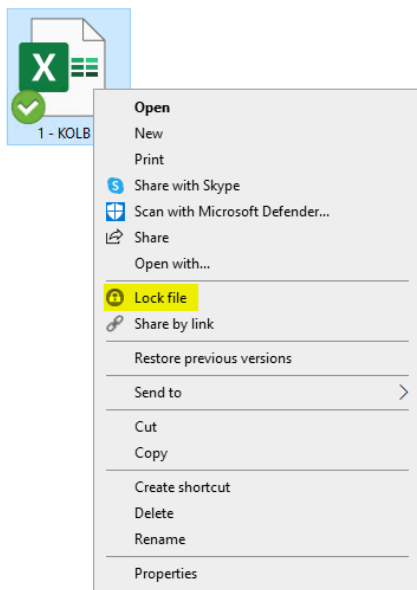 X
1 - KOLB
Open
New
Print
Share with Skype
Scan with Microsoft Defender...
Share
Open with...
Lock file
Share by link
Restore previous versions
Send to
Cut
Copy
Create shortcut
Delete
Rename
Properties